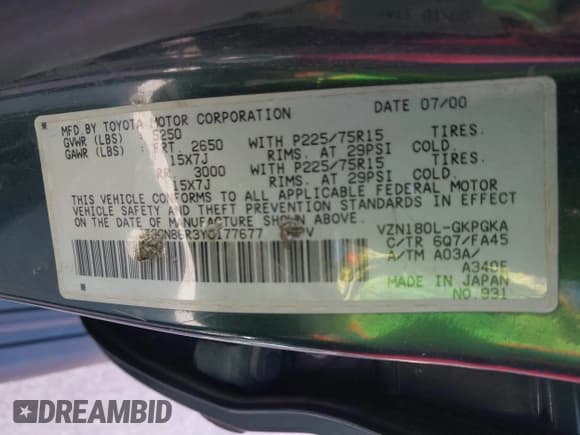 MFD.BY TOYOTA MOTOR CORPORATION DATE 07/00
GVWR (LBS) 5250
GAWR (LBS) : FRT. 2650 WITH P225/75R15 TIRES.
15X7J RIMS. AT 29PSI COLD.
RR. 3000 WITH P225/75R15 TIRES.
15X7J RIMS. AT 29PSI COLD.
THIS VEHICLE CONFORMS TO ALL APPLICABLE FEDERAL MOTOR
VEHICLE SAFETY AND THEFT PREVENTION STANDARDS IN EFFECT
ON THE DATE OF MANUFACTURE SHOWN ABOVE.
VZN180L-GKPGKA
C/TR 6Q7/FA45
A/TM A03A/
A340F
MADE IN JAPAN
NO.931
DREAMBID